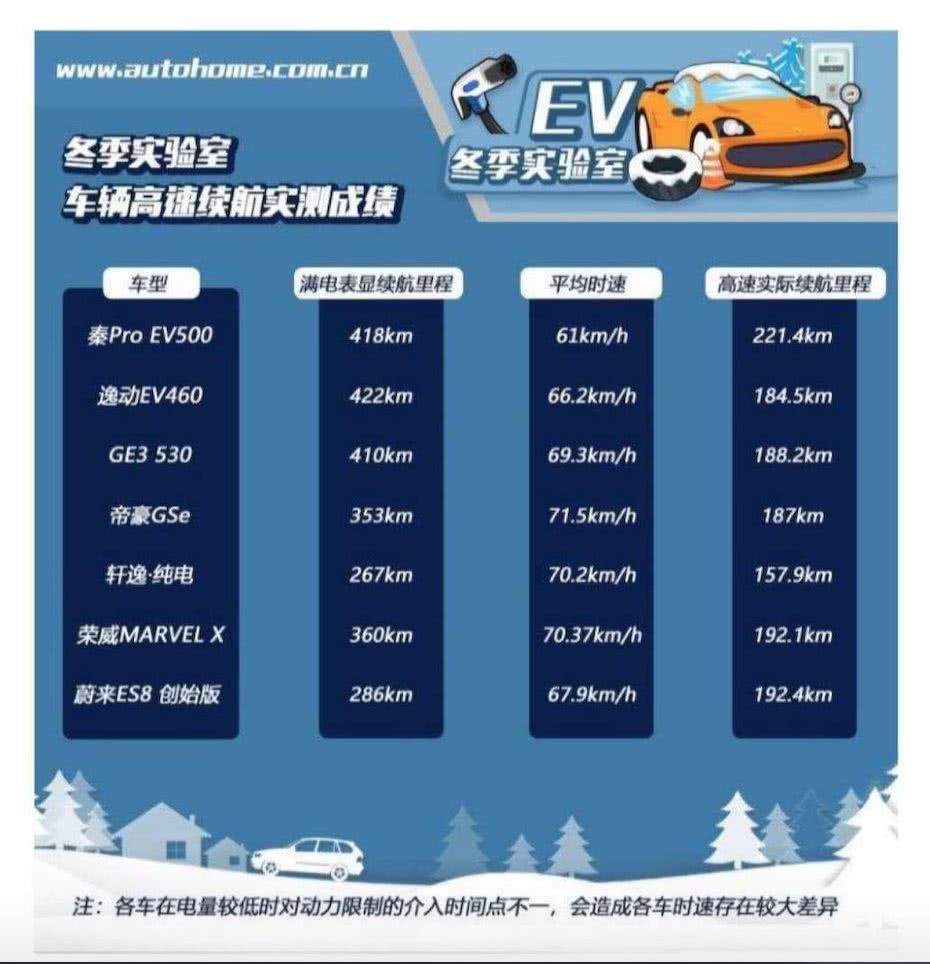 www.autohome.com.cn
EV
冬季实验室
冬季实验室
车辆高速续航实测成绩
车型 满电表显续航里程 平均时速 高速实际续航里程
秦Pro EV500 418km 61km/h 221.4km
逸动EV460 422km 66.2km/h 184.5km
GE3 530 410km 69.3km/h 188.2km
帝豪GSe 353km 71.5km/h 187km
轩逸·纯电 267km 70.2km/h 157.9km
荣威MARVEL X 360km 70.37km/h 192.1km
蔚来ES8 创始版 286km 67.9km/h 192.4km
注：各车在电量较低时对动力限制的介入时间点不一，会造成各车时速存在较大差异